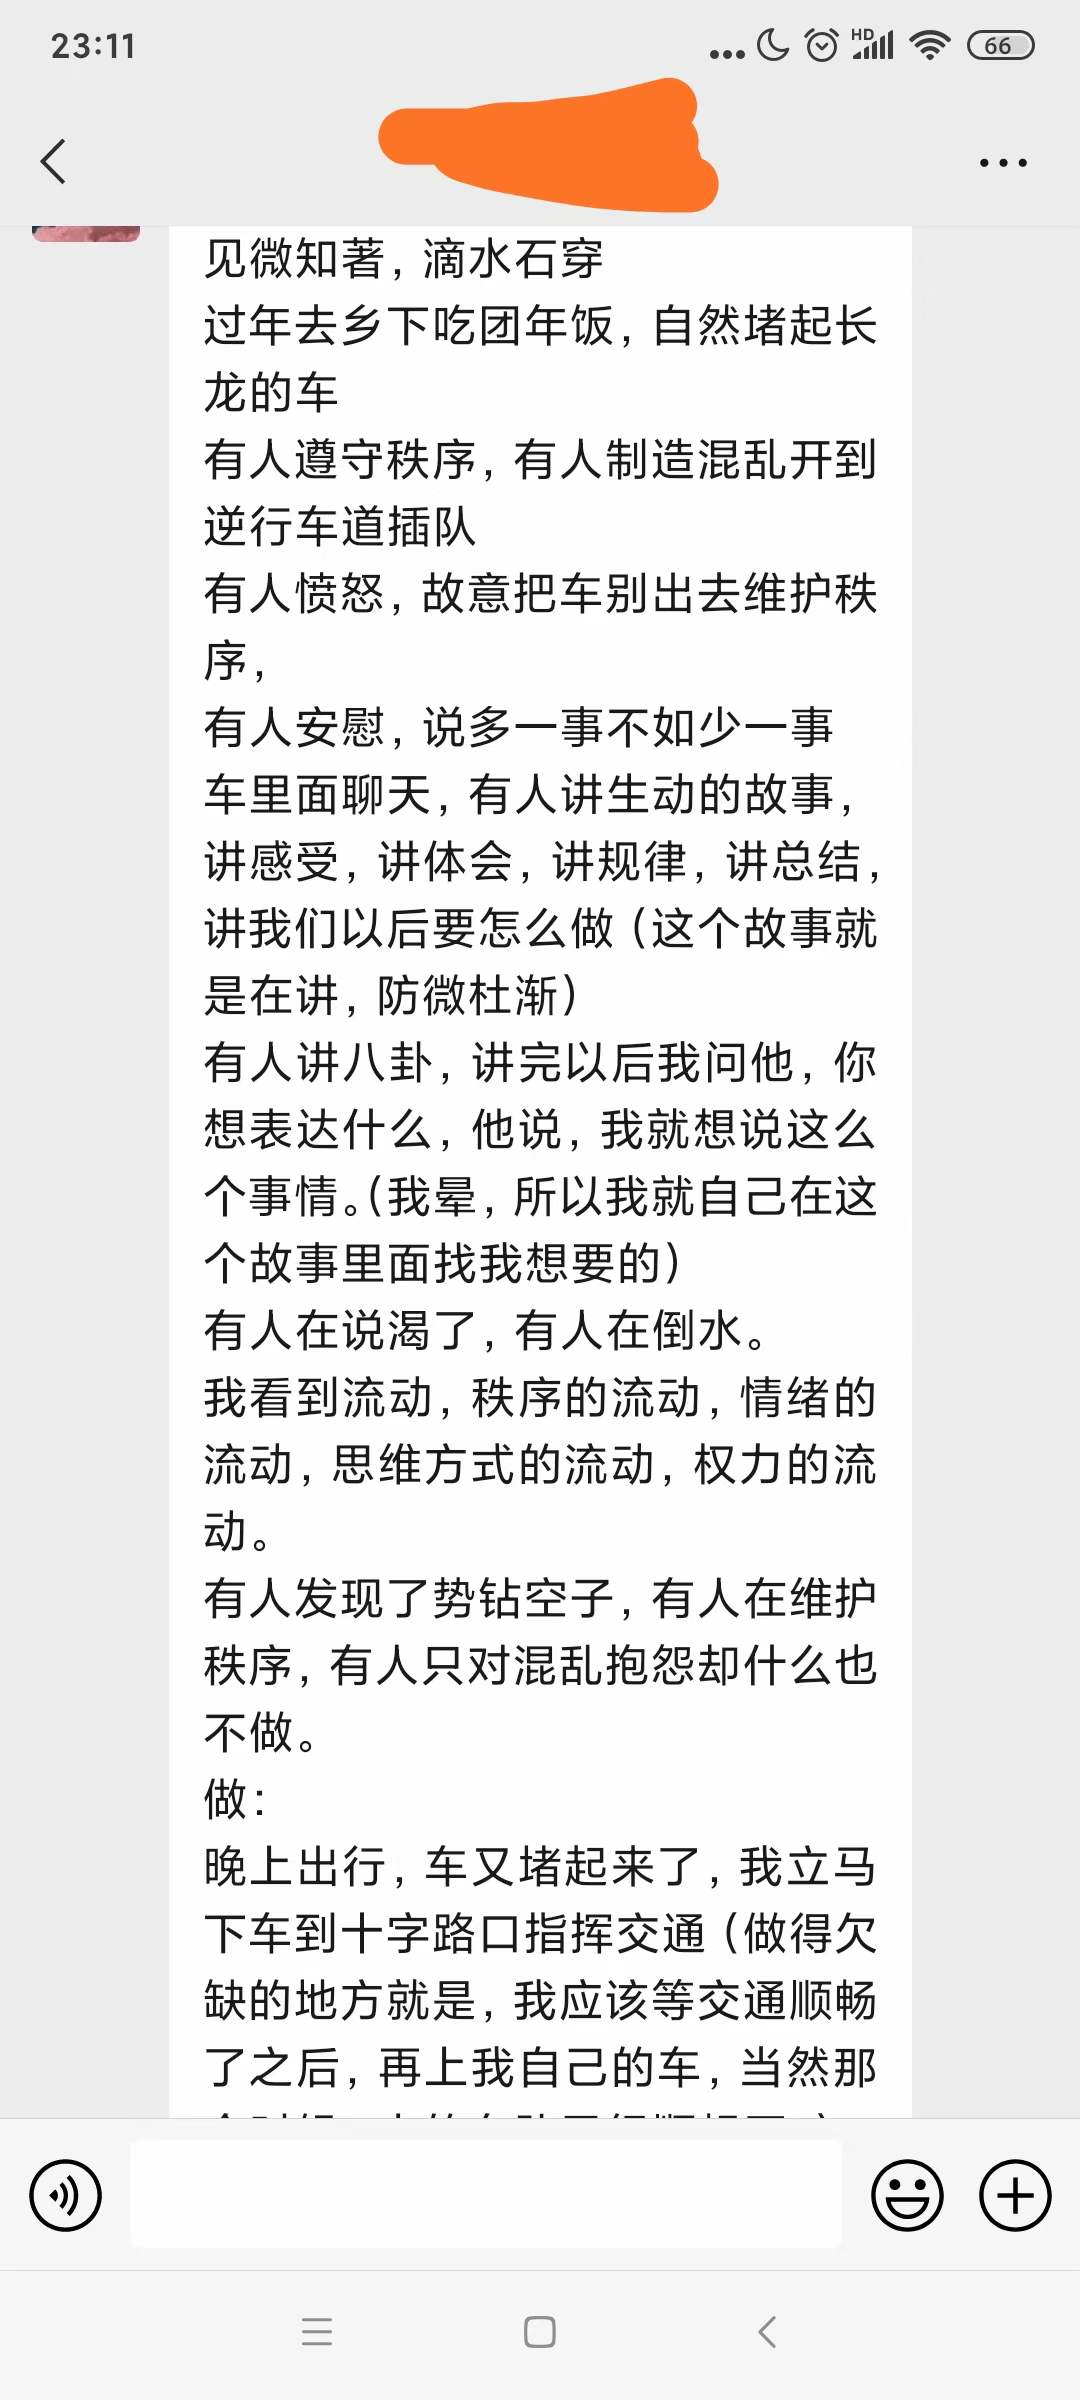 23:11
HD
66
见微知著，滴水石穿
过年去乡下吃团年饭，自然堵起长
龙的车
有人遵守秩序，有人制造混乱开到
逆行车道插队
有人愤怒，故意把车别出去维护秩
序，
有人安慰，说多一事不如少一事
车里面聊天，有人讲生动的故事，
讲感受，讲体会，讲规律，讲总结，
讲我们以后要怎么做（这个故事就
是在讲，防微杜渐）
有人讲八卦，讲完以后我问他，你
想表达什么，他说，我就想说这么
个事情。（我晕，所以我就自己在这
个故事里面找我想要的）
有人在说渴了，有人在倒水。
我看到流动，秩序的流动，情绪的
流动，思维方式的流动，权力的流
动。
有人发现了势钻空子，有人在维护
秩序，有人只对混乱抱怨却什么也
不做。
做：
晚上出行，车又堵起来了，我立马
下车到十字路口指挥交通（做得欠
缺的地方就是，我应该等交通顺畅
了之后，再上我自己的车，当然那